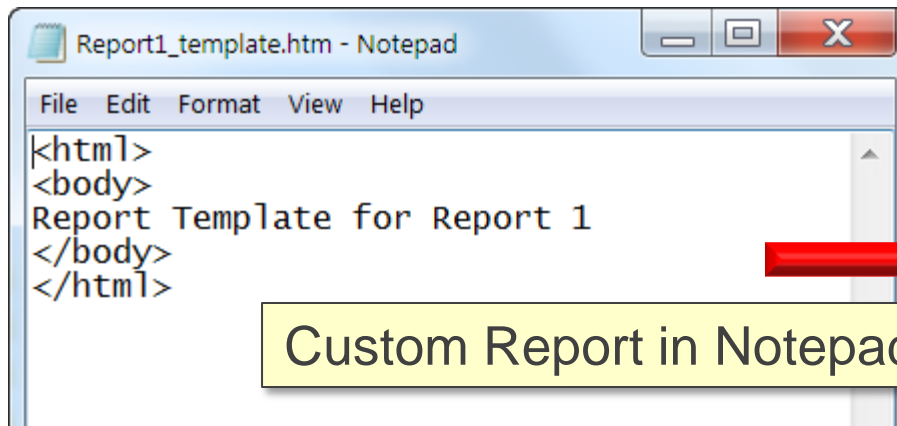 Report1_template.htm - Notepad
File Edit Format View Help
<html>
<body>
Report Template for Report 1
</body>
</html>
Custom Report in Notepad